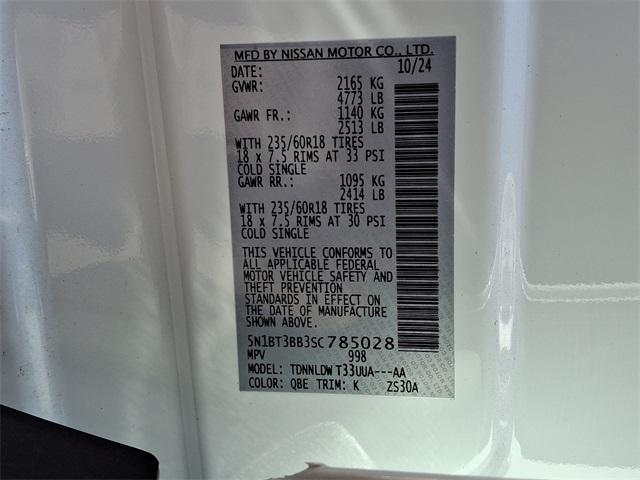 MFD BY NISSAN MOTOR CO., LTD.
DATE: 10/24
GVWR: 2165 KG
4773 LB
GAWR FR.: 1140 KG
2513 LB
WITH 235/60R18 TIRES
18 x 7.5 RIMS AT 33 PSI
COLD SINGLE
GAWR RR.: 1095 KG
2414 LB
WITH 235/60R18 TIRES
18 x 7.5 RIMS AT 30 PSI
COLD SINGLE
THIS VEHICLE CONFORMS TO
ALL APPLICABLE FEDERAL
MOTOR VEHICLE SAFETY AND
THEFT PREVENTION
STANDARDS IN EFFECT ON
THE DATE OF MANUFACTURE
SHOWN ABOVE.
5N1BT3BB3SC785028
MPV 998
MODEL: TDNNLDW T33UUA---AA
COLOR: QBE TRIM: K ZS30A